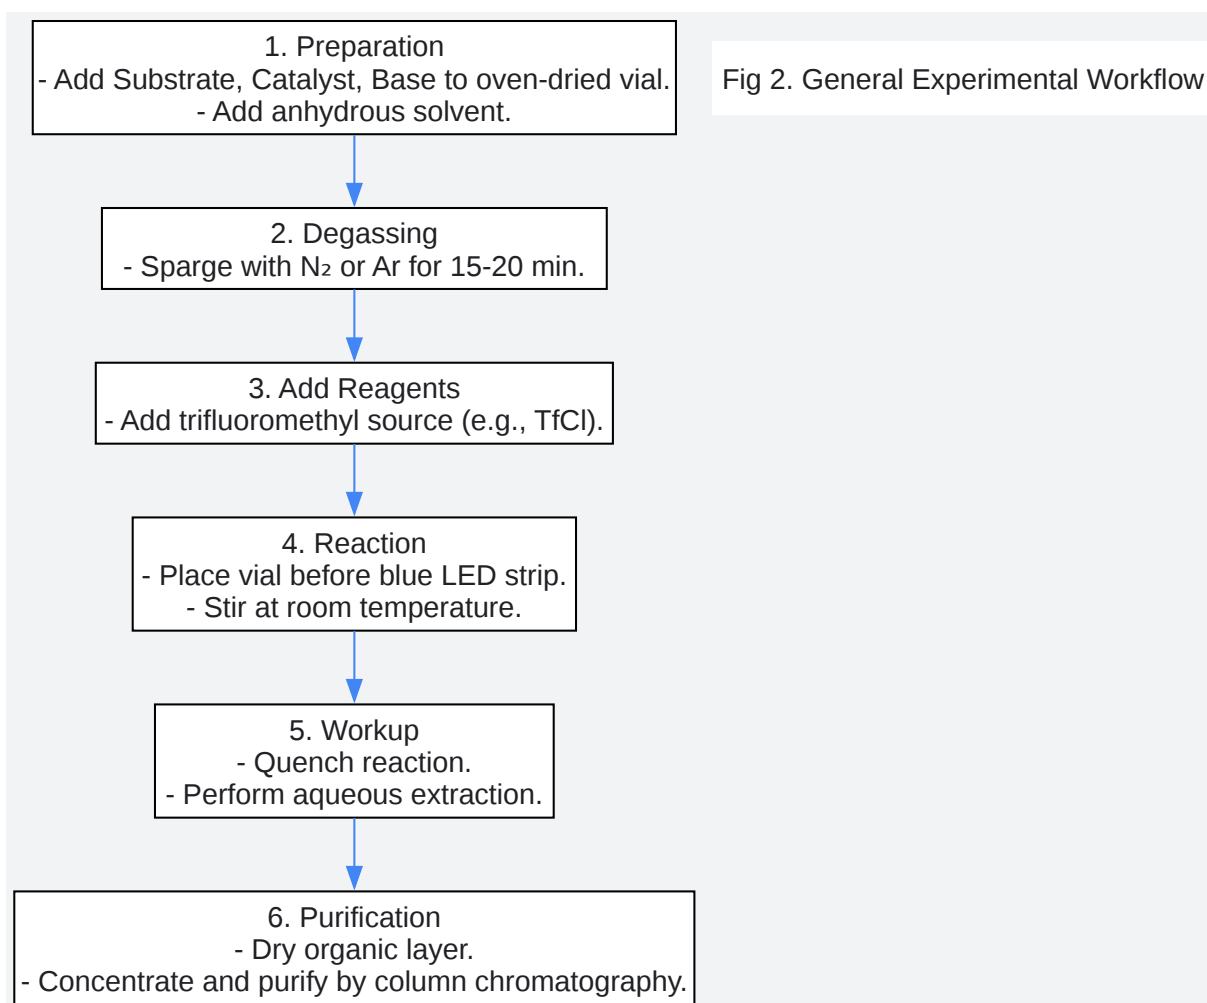 1. Preparation
- Add Substrate, Catalyst, Base to oven-dried vial.
- Add anhydrous solvent.
Fig 2. General Experimental Workflow
2. Degassing
- Sparge with N₂ or Ar for 15-20 min.
3. Add Reagents
- Add trifluoromethyl source (e.g., TfCl).
4. Reaction
- Place vial before blue LED strip.
- Stir at room temperature.
5. Workup
- Quench reaction.
- Perform aqueous extraction.
6. Purification
- Dry organic layer.
- Concentrate and purify by column chromatography.